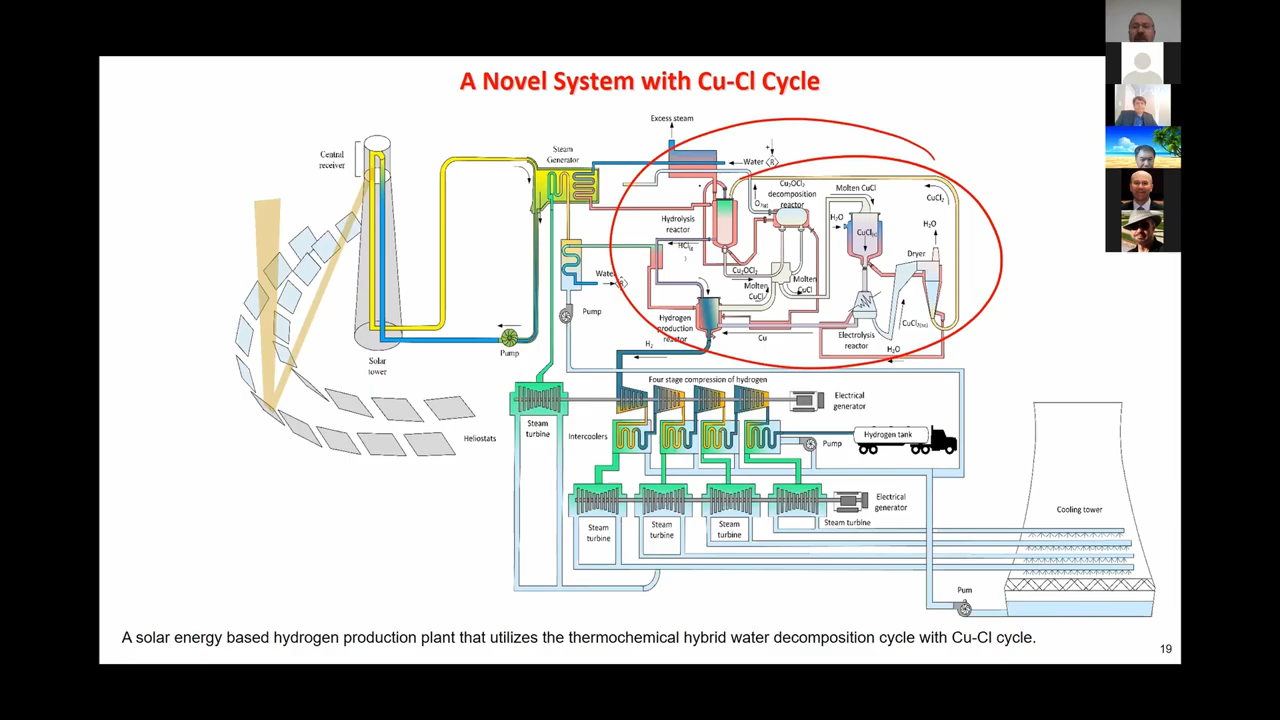 A Novel System with Cu-Cl Cycle
Excess steam
Central
receiver
Steam
Generator
Water
R
Cu₂OCl₂
decomposition
reactor
Molten CuCl
CuCl₂
O₂₍g₎
Hydrolysis
reactor
H₂O
CuCl₍s₎
H₂O
HCl₍g
)
Dryer
Cu₂OCl₂
Water
R
Molten
CuCl
Molten
CuCl
Pump
Hydrogen
production
reactor
Cu
CuCl₂₍aq₎
Electrolysis
reactor
H₂O
H₂
Pump
Solar
tower
Four stage compression of hydrogen
Electrical
generator
Heliostats
Steam
turbine
Intercoolers
Pump
Hydrogen tank
Electrical
generator
Steam
turbine
Steam
turbine
Steam
turbine
Steam turbine
Cooling tower
Pum
A solar energy based hydrogen production plant that utilizes the thermochemical hybrid water decomposition cycle with Cu-Cl cycle.
19